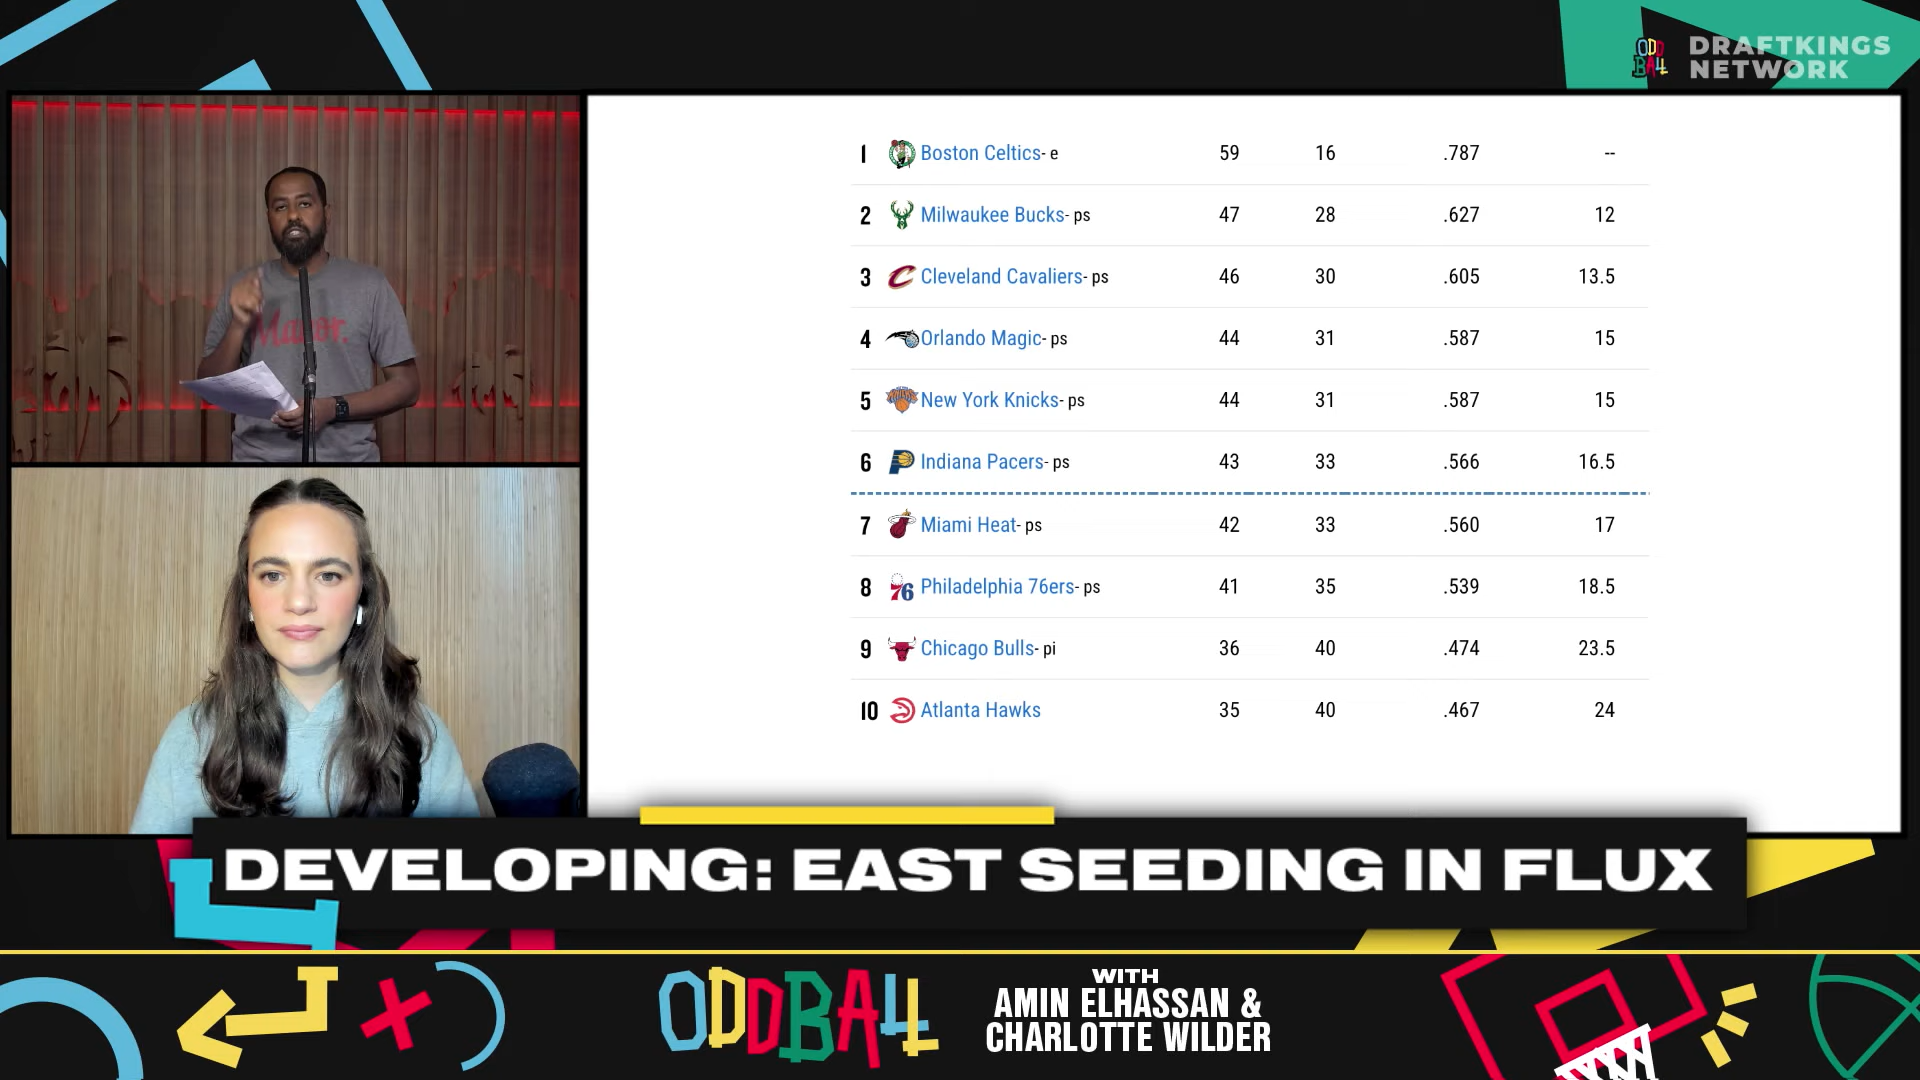 ODD BALL
DRAFTKINGS
NETWORK
Manor.
1 Boston Celtics- e 59 16 .787 --
2 Milwaukee Bucks- ps 47 28 .627 12
3 Cleveland Cavaliers- ps 46 30 .605 13.5
4 Orlando Magic- ps 44 31 .587 15
5 New York Knicks- ps 44 31 .587 15
6 Indiana Pacers- ps 43 33 .566 16.5
7 Miami Heat- ps 42 33 .560 17
8 76 Philadelphia 76ers- ps 41 35 .539 18.5
9 Chicago Bulls- pi 36 40 .474 23.5
10 Atlanta Hawks 35 40 .467 24
DEVELOPING: EAST SEEDING IN FLUX
ODDBALL
WITH
AMIN ELHASSAN &
CHARLOTTE WILDER